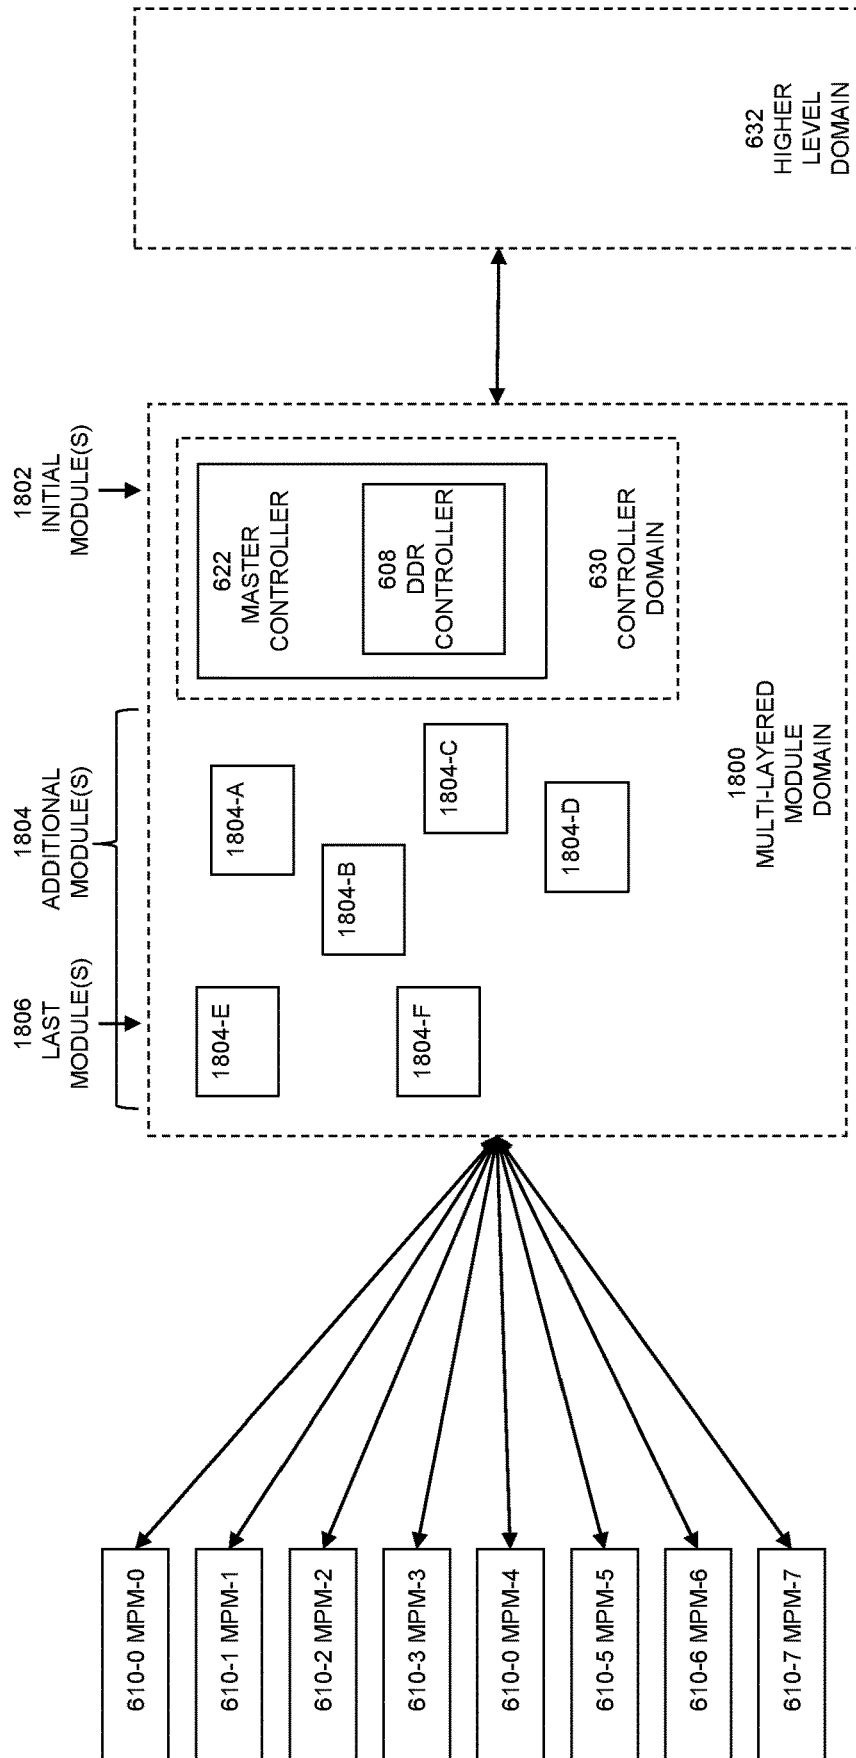 610-0 MPM-0
610-1 MPM-1
610-2 MPM-2
610-3 MPM-3
610-0 MPM-4
610-5 MPM-5
610-6 MPM-6
610-7 MPM-7
1806
LAST
MODULE(S)
1804
ADDITIONAL
MODULE(S)
1802
INITIAL
MODULE(S)
1804-E
1804-F
1804-B
1804-A
1804-C
1804-D
622
MASTER
CONTROLLER
608
DDR
CONTROLLER
630
CONTROLLER
DOMAIN
1800
MULTI-LAYERED
MODULE
DOMAIN
632
HIGHER
LEVEL
DOMAIN